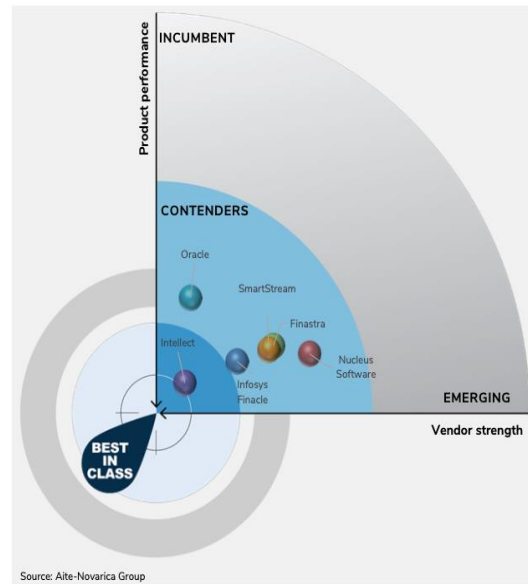 Product performance
INCUMBENT
CONTENDERS
Oracle
SmartStream
Finastra
Intellect
Infosys
Finacle
Nucleus
Software
EMERGING
Vendor strength
BEST
IN
CLASS
Source: Aite-Novarica Group